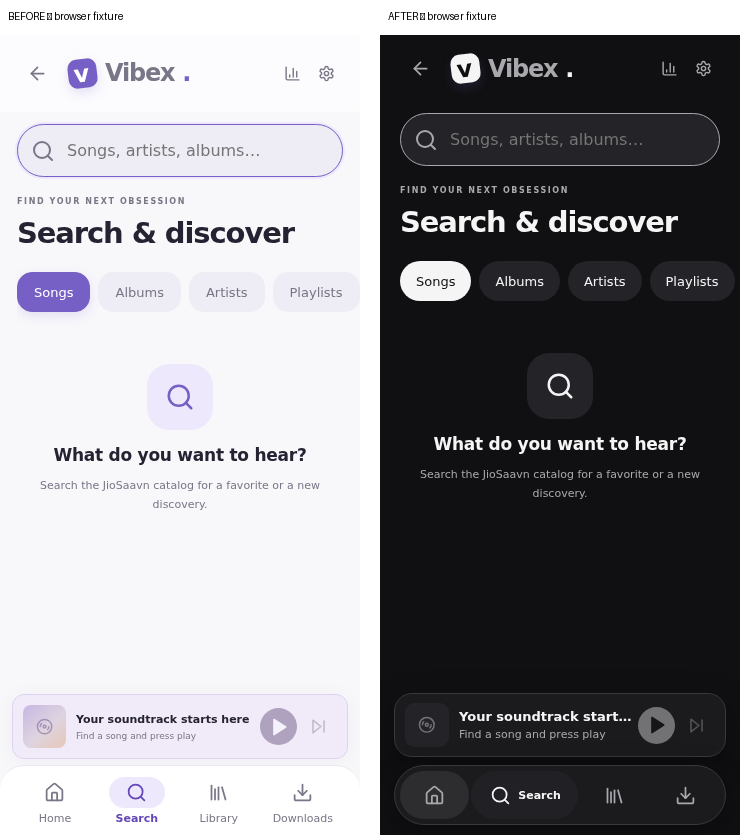 BEFORE browser fixture
Vibex .
Songs, artists, albums...
FIND YOUR NEXT OBSESSION
Search & discover
Songs
Albums
Artists
Playlists
What do you want to hear?
Search the JioSaavn catalog for a favorite or a new
discovery.
Your soundtrack starts here
Find a song and press play
Home
Search
Library
Downloads
AFTER browser fixture
Vibex .
Songs, artists, albums...
FIND YOUR NEXT OBSESSION
Search & discover
Songs
Albums
Artists
Playlists
What do you want to hear?
Search the JioSaavn catalog for a favorite or a new
discovery.
Your soundtrack start...
Find a song and press play
Search